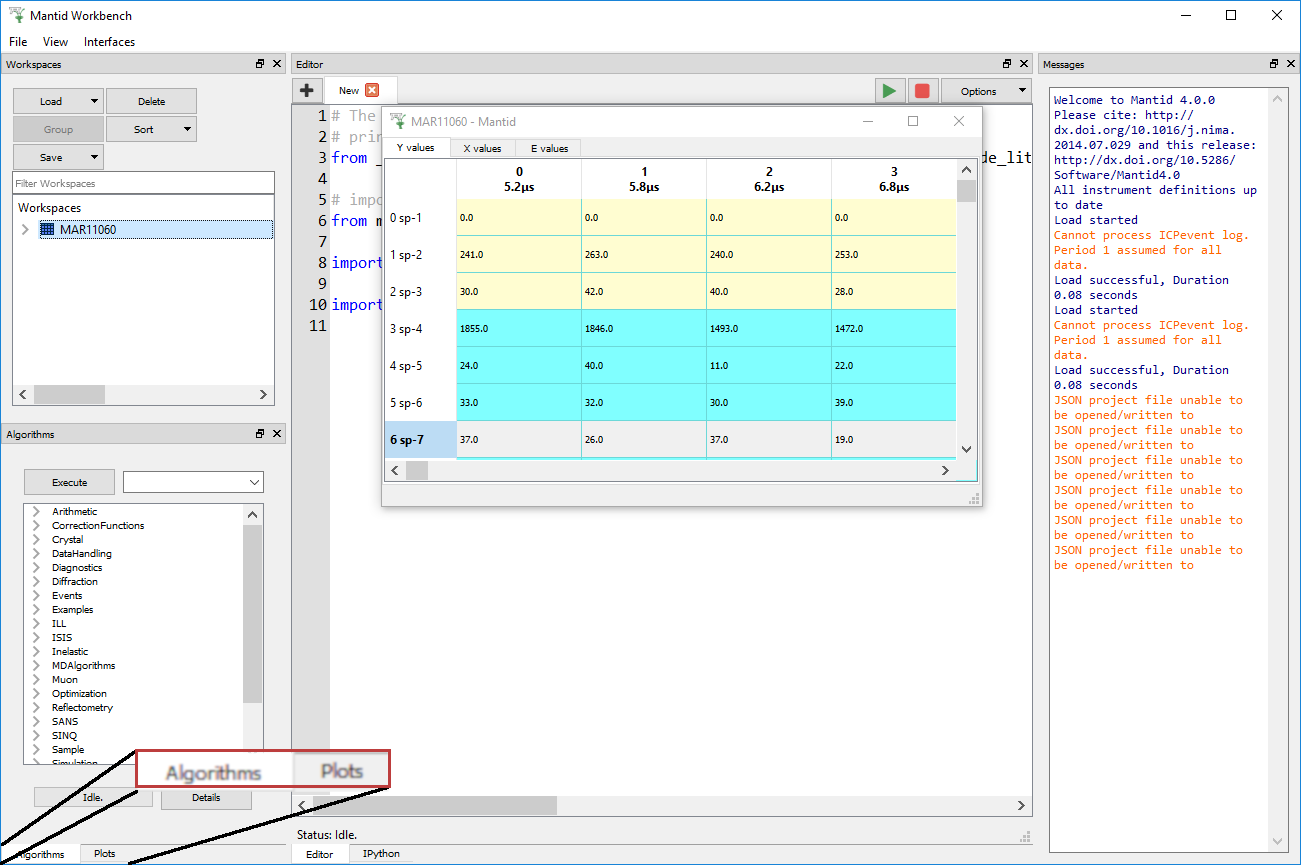 Mantid Workbench
File View Interfaces
Workspaces
Load Delete
Group Sort
Save
Filter Workspaces
Workspaces
MAR11060
Algorithms
Execute
Arithmetic
CorrectionFunctions
Crystal
DataHandling
Diagnostics
Diffraction
Events
Examples
ILL
ISIS
Inelastic
MDAlgorithms
Muon
Optimization
Reflectometry
SANS
SINQ
Sample
Simulation
Algorithms Plots
Idle. Details
Algorithms Plots
Editor
New
Options
1 # The
2 # prin
3 from _ de_lit
4
5 # impo
6 from m
7
8 import
9
10 import
11
MAR11060 - Mantid
Y values X values E values
0 1 2 3
5.2µs 5.8µs 6.2µs 6.8µs
0 sp-1 0.0 0.0 0.0 0.0
1 sp-2 241.0 263.0 240.0 253.0
2 sp-3 30.0 42.0 40.0 28.0
3 sp-4 1855.0 1846.0 1493.0 1472.0
4 sp-5 24.0 40.0 11.0 22.0
5 sp-6 33.0 32.0 30.0 39.0
6 sp-7 37.0 26.0 37.0 19.0
Status: Idle.
Editor IPython
Messages
Welcome to Mantid 4.0.0
Please cite: http://
dx.doi.org/10.1016/j.nima.
2014.07.029 and this release:
http://dx.doi.org/10.5286/
Software/Mantid4.0
All instrument definitions up
to date
Load started
Cannot process ICPevent log.
Period 1 assumed for all
data.
Load successful, Duration
0.08 seconds
Load started
Cannot process ICPevent log.
Period 1 assumed for all
data.
Load successful, Duration
0.08 seconds
JSON project file unable to
be opened/written to
JSON project file unable to
be opened/written to
JSON project file unable to
be opened/written to
JSON project file unable to
be opened/written to
JSON project file unable to
be opened/written to
JSON project file unable to
be opened/written to